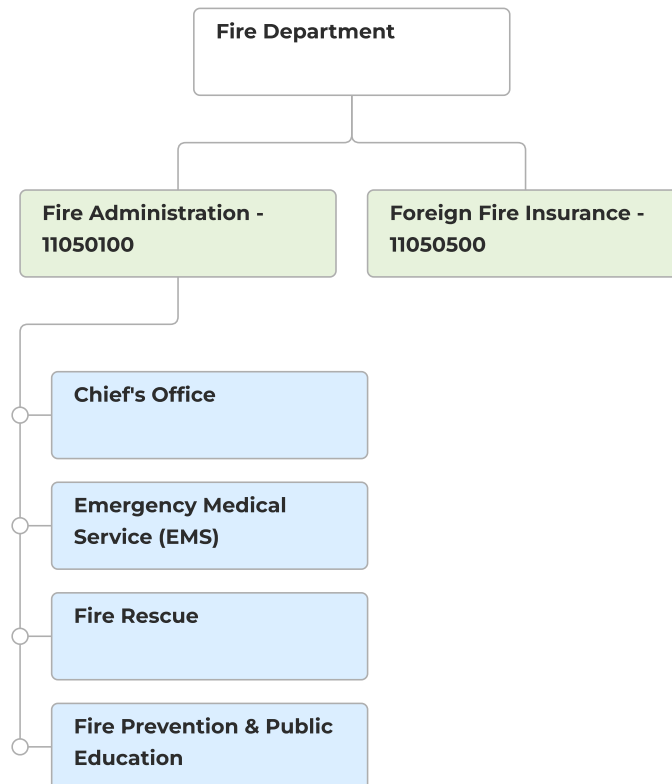 Fire Department
Fire Administration -
11050100
Foreign Fire Insurance -
11050500
Chief's Office
Emergency Medical
Service (EMS)
Fire Rescue
Fire Prevention & Public
Education